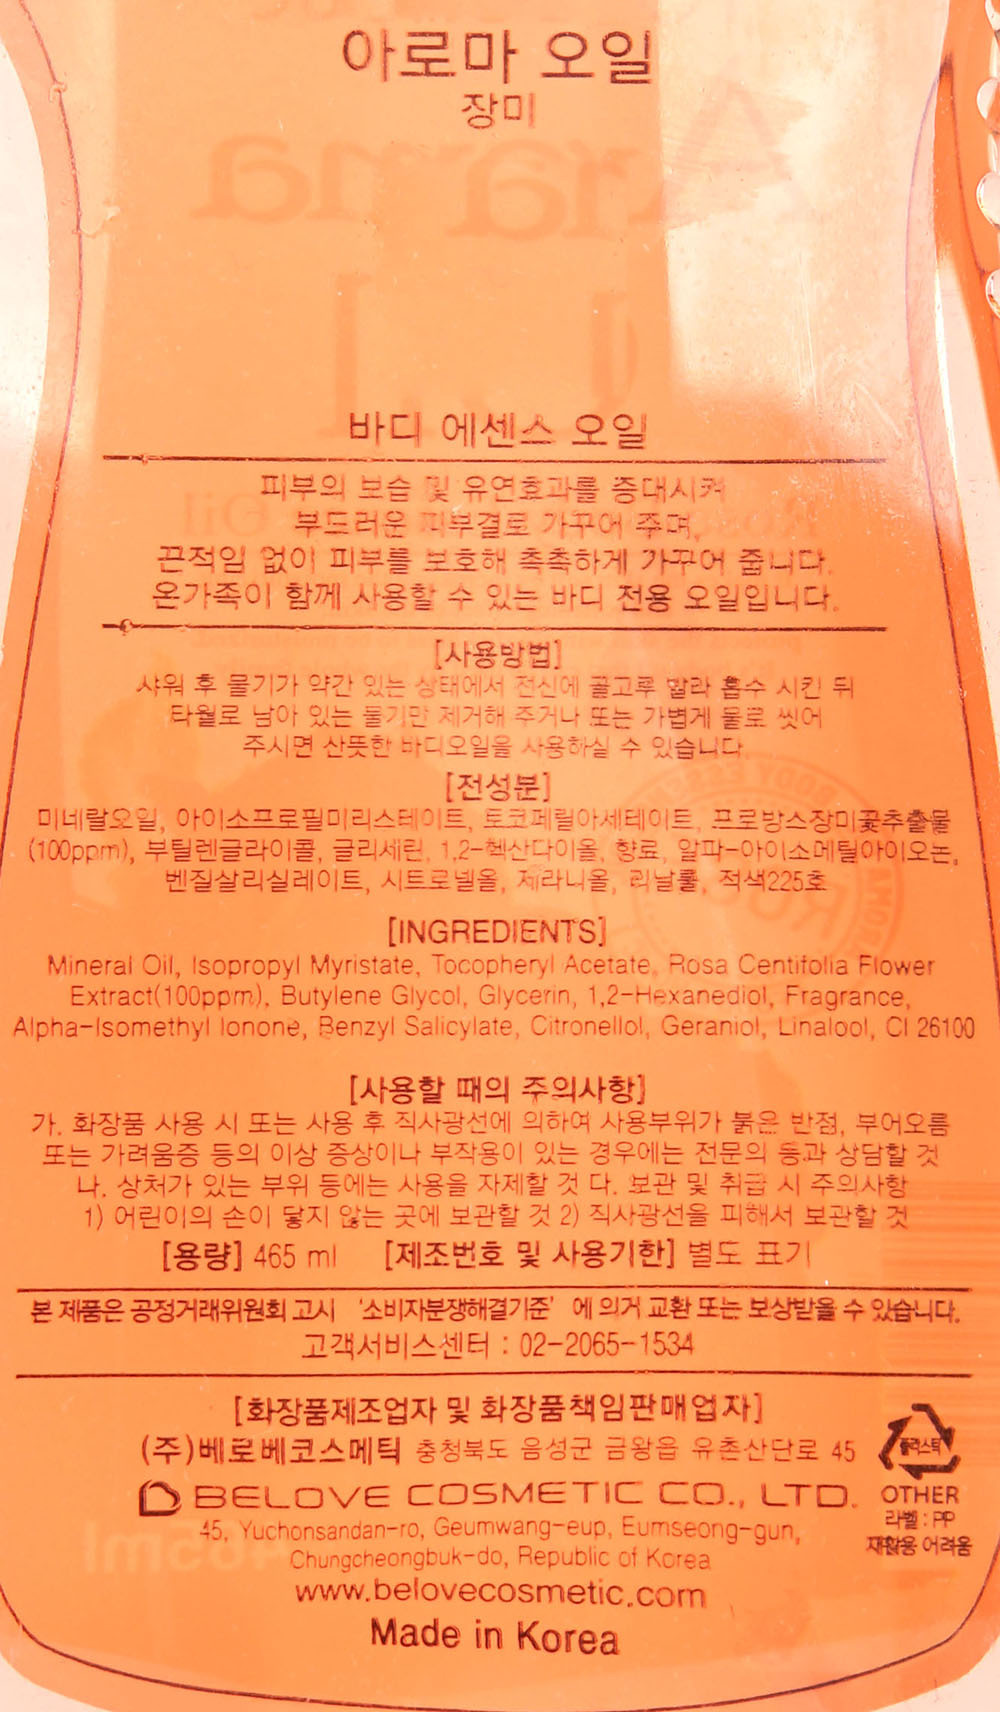 아로마 오일
장미
바디 에센스 오일
피부의 보습 및 유연효과를 증대시켜
부드러운 피부결로 가꾸어 주며,
끈적임 없이 피부를 보호해 촉촉하게 가꾸어 줍니다.
온가족이 함께 사용할 수 있는 바디 전용 오일입니다.
[사용방법]
샤워 후 물기가 약간 있는 상태에서 전신에 골고루 발라 흡수 시킨 뒤
타월로 남아 있는 물기만 제거해 주거나 또는 가볍게 물로 씻어
주시면 산뜻한 바디오일을 사용하실 수 있습니다.
[전성분]
미네랄오일, 아이소프로필미리스테이트, 토코페릴아세테이트, 프로방스장미꽃추출물
(100ppm), 부틸렌글라이콜, 글리세린, 1,2-헥산다이올, 향료, 알파-아이소메틸아이오논,
벤질살리실레이트, 시트로넬올, 제라니올, 리날룰, 적색225호
[INGREDIENTS]
Mineral Oil, Isopropyl Myristate, Tocopheryl Acetate, Rosa Centifolia Flower
Extract(100ppm), Butylene Glycol, Glycerin, 1,2-Hexanediol, Fragrance,
Alpha-Isomethyl Ionone, Benzyl Salicylate, Citronellol, Geraniol, Linalool, CI 26100
[사용할 때의 주의사항]
가. 화장품 사용 시 또는 사용 후 직사광선에 의하여 사용부위가 붉은 반점, 부어오름
또는 가려움증 등의 이상 증상이나 부작용이 있는 경우에는 전문의 등과 상담할 것
나. 상처가 있는 부위 등에는 사용을 자제할 것 다. 보관 및 취급 시 주의사항
1) 어린이의 손이 닿지 않는 곳에 보관할 것 2) 직사광선을 피해서 보관할 것
[용량] 465 ml [제조번호 및 사용기한] 별도 표기
본 제품은 공정거래위원회 고시 '소비자분쟁해결기준' 에 의거 교환 또는 보상받을 수 있습니다.
고객서비스센터 : 02-2065-1534
[화장품제조업자 및 화장품책임판매업자]
(주)베로베코스메틱 충청북도 음성군 금왕읍 유촌산단로 45
BELOVE COSMETIC CO., LTD.
45, Yuchonsandan-ro, Geumwang-eup, Eumseong-gun,
Chungcheongbuk-do, Republic of Korea
www.belovecosmetic.com
Made in Korea
플라스틱
OTHER
라벨 : PP
재활용 어려움